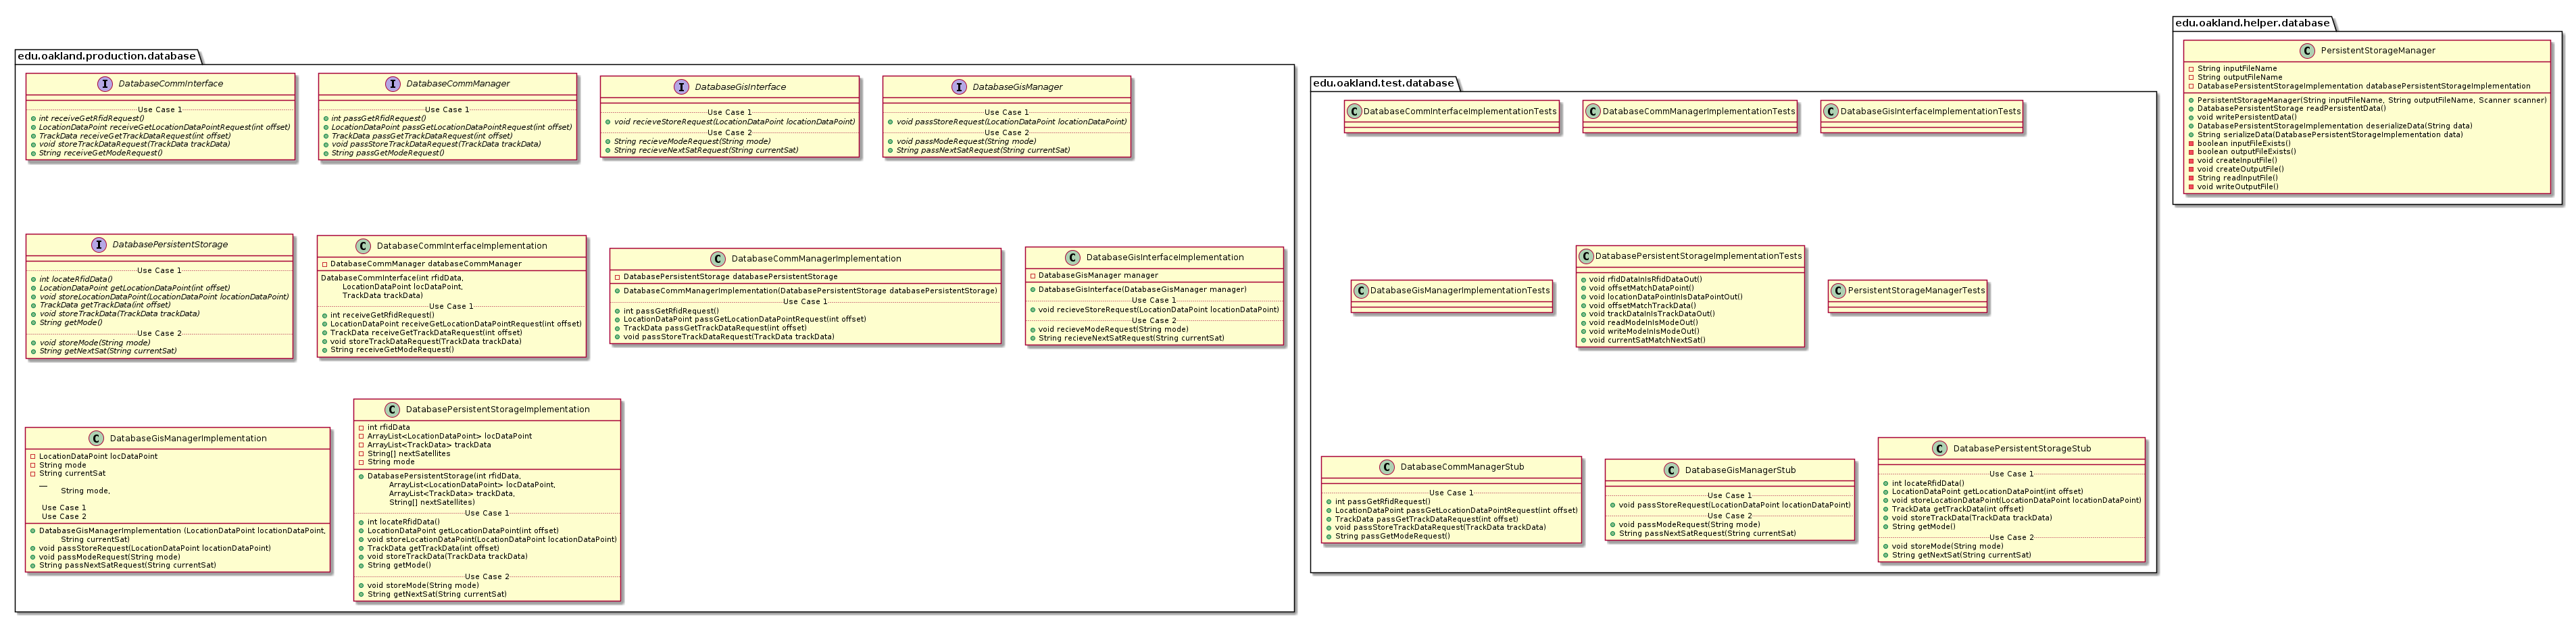 edu.oakland.production.database
I DatabaseCommInterface
Use Case 1
int receiveGetRfidRequest()
LocationDataPoint receiveGetLocationDataPointRequest(int offset)
TrackData receiveGetTrackDataRequest(int offset)
void storeTrackDataRequest(TrackData trackData)
String receiveGetModeRequest()
I DatabaseCommManager
Use Case 1
int passGetRfidRequest()
LocationDataPoint passGetLocationDataPointRequest(int offset)
TrackData passGetTrackDataRequest(int offset)
void passStoreTrackDataRequest(TrackData trackData)
String passGetModeRequest()
I DatabaseGisInterface
Use Case 1
void recieveStoreRequest(LocationDataPoint locationDataPoint)
Use Case 2
String recieveModeRequest(String mode)
String recieveNextSatRequest(String currentSat)
I DatabaseGisManager
Use Case 1
void passStoreRequest(LocationDataPoint locationDataPoint)
Use Case 2
void passModeRequest(String mode)
String passNextSatRequest(String currentSat)
I DatabasePersistentStorage
Use Case 1
int locateRfidData()
LocationDataPoint getLocationDataPoint(int offset)
void storeLocationDataPoint(LocationDataPoint locationDataPoint)
TrackData getTrackData(int offset)
void storeTrackData(TrackData trackData)
String getMode()
Use Case 2
void storeMode(String mode)
String getNextSat(String currentSat)
C DatabaseCommInterfaceImplementation
DatabaseCommManager databaseCommManager
DatabaseCommInterface(int rfidData,
LocationDataPoint locDataPoint,
TrackData trackData)
Use Case 1
int receiveGetRfidRequest()
LocationDataPoint receiveGetLocationDataPointRequest(int offset)
TrackData receiveGetTrackDataRequest(int offset)
void storeTrackDataRequest(TrackData trackData)
String receiveGetModeRequest()
C DatabaseCommManagerImplementation
DatabasePersistentStorage databasePersistentStorage
DatabaseCommManagerImplementation(DatabasePersistentStorage databasePersistentStorage)
Use Case 1
int passGetRfidRequest()
LocationDataPoint passGetLocationDataPointRequest(int offset)
TrackData passGetTrackDataRequest(int offset)
void passStoreTrackDataRequest(TrackData trackData)
C DatabaseGisInterfaceImplementation
DatabaseGisManager manager
DatabaseGisInterface(DatabaseGisManager manager)
Use Case 1
void recieveStoreRequest(LocationDataPoint locationDataPoint)
Use Case 2
void recieveModeRequest(String mode)
String recieveNextSatRequest(String currentSat)
C DatabaseGisManagerImplementation
LocationDataPoint locDataPoint
String mode
String currentSat
__
String mode,
Use Case 1
Use Case 2
DatabaseGisManagerImplementation (LocationDataPoint locationDataPoint,
String currentSat)
void passStoreRequest(LocationDataPoint locationDataPoint)
void passModeRequest(String mode)
String passNextSatRequest(String currentSat)
C DatabasePersistentStorageImplementation
int rfidData
ArrayList<LocationDataPoint> locDataPoint
ArrayList<TrackData> trackData
String[] nextSatellites
String mode
DatabasePersistentStorage(int rfidData,
ArrayList<LocationDataPoint> locDataPoint,
ArrayList<TrackData> trackData,
String[] nextSatellites)
Use Case 1
int locateRfidData()
LocationDataPoint getLocationDataPoint(int offset)
void storeLocationDataPoint(LocationDataPoint locationDataPoint)
TrackData getTrackData(int offset)
void storeTrackData(TrackData trackData)
String getMode()
Use Case 2
void storeMode(String mode)
String getNextSat(String currentSat)
edu.oakland.test.database
C DatabaseCommInterfaceImplementationTests
C DatabaseCommManagerImplementationTests
C DatabaseGisInterfaceImplementationTests
C DatabaseGisManagerImplementationTests
C DatabasePersistentStorageImplementationTests
void rfidDataInIsRfidDataOut()
void offsetMatchDataPoint()
void locationDataPointInIsDataPointOut()
void offsetMatchTrackData()
void trackDataInIsTrackDataOut()
void readModeInIsModeOut()
void writeModeInIsModeOut()
void currentSatMatchNextSat()
C PersistentStorageManagerTests
C DatabaseCommManagerStub
Use Case 1
int passGetRfidRequest()
LocationDataPoint passGetLocationDataPointRequest(int offset)
TrackData passGetTrackDataRequest(int offset)
void passStoreTrackDataRequest(TrackData trackData)
String passGetModeRequest()
C DatabaseGisManagerStub
Use Case 1
void passStoreRequest(LocationDataPoint locationDataPoint)
Use Case 2
void passModeRequest(String mode)
String passNextSatRequest(String currentSat)
C DatabasePersistentStorageStub
Use Case 1
int locateRfidData()
LocationDataPoint getLocationDataPoint(int offset)
void storeLocationDataPoint(LocationDataPoint locationDataPoint)
TrackData getTrackData(int offset)
void storeTrackData(TrackData trackData)
String getMode()
Use Case 2
void storeMode(String mode)
String getNextSat(String currentSat)
edu.oakland.helper.database
C PersistentStorageManager
String inputFileName
String outputFileName
DatabasePersistentStorageImplementation databasePersistentStorageImplementation
PersistentStorageManager(String inputFileName, String outputFileName, Scanner scanner)
DatabasePersistentStorage readPersistentData()
void writePersistentData()
DatabasePersistentStorageImplementation deserializeData(String data)
String serializeData(DatabasePersistentStorageImplementation data)
boolean inputFileExists()
boolean outputFileExists()
void createInputFile()
void createOutputFile()
String readInputFile()
void writeOutputFile()